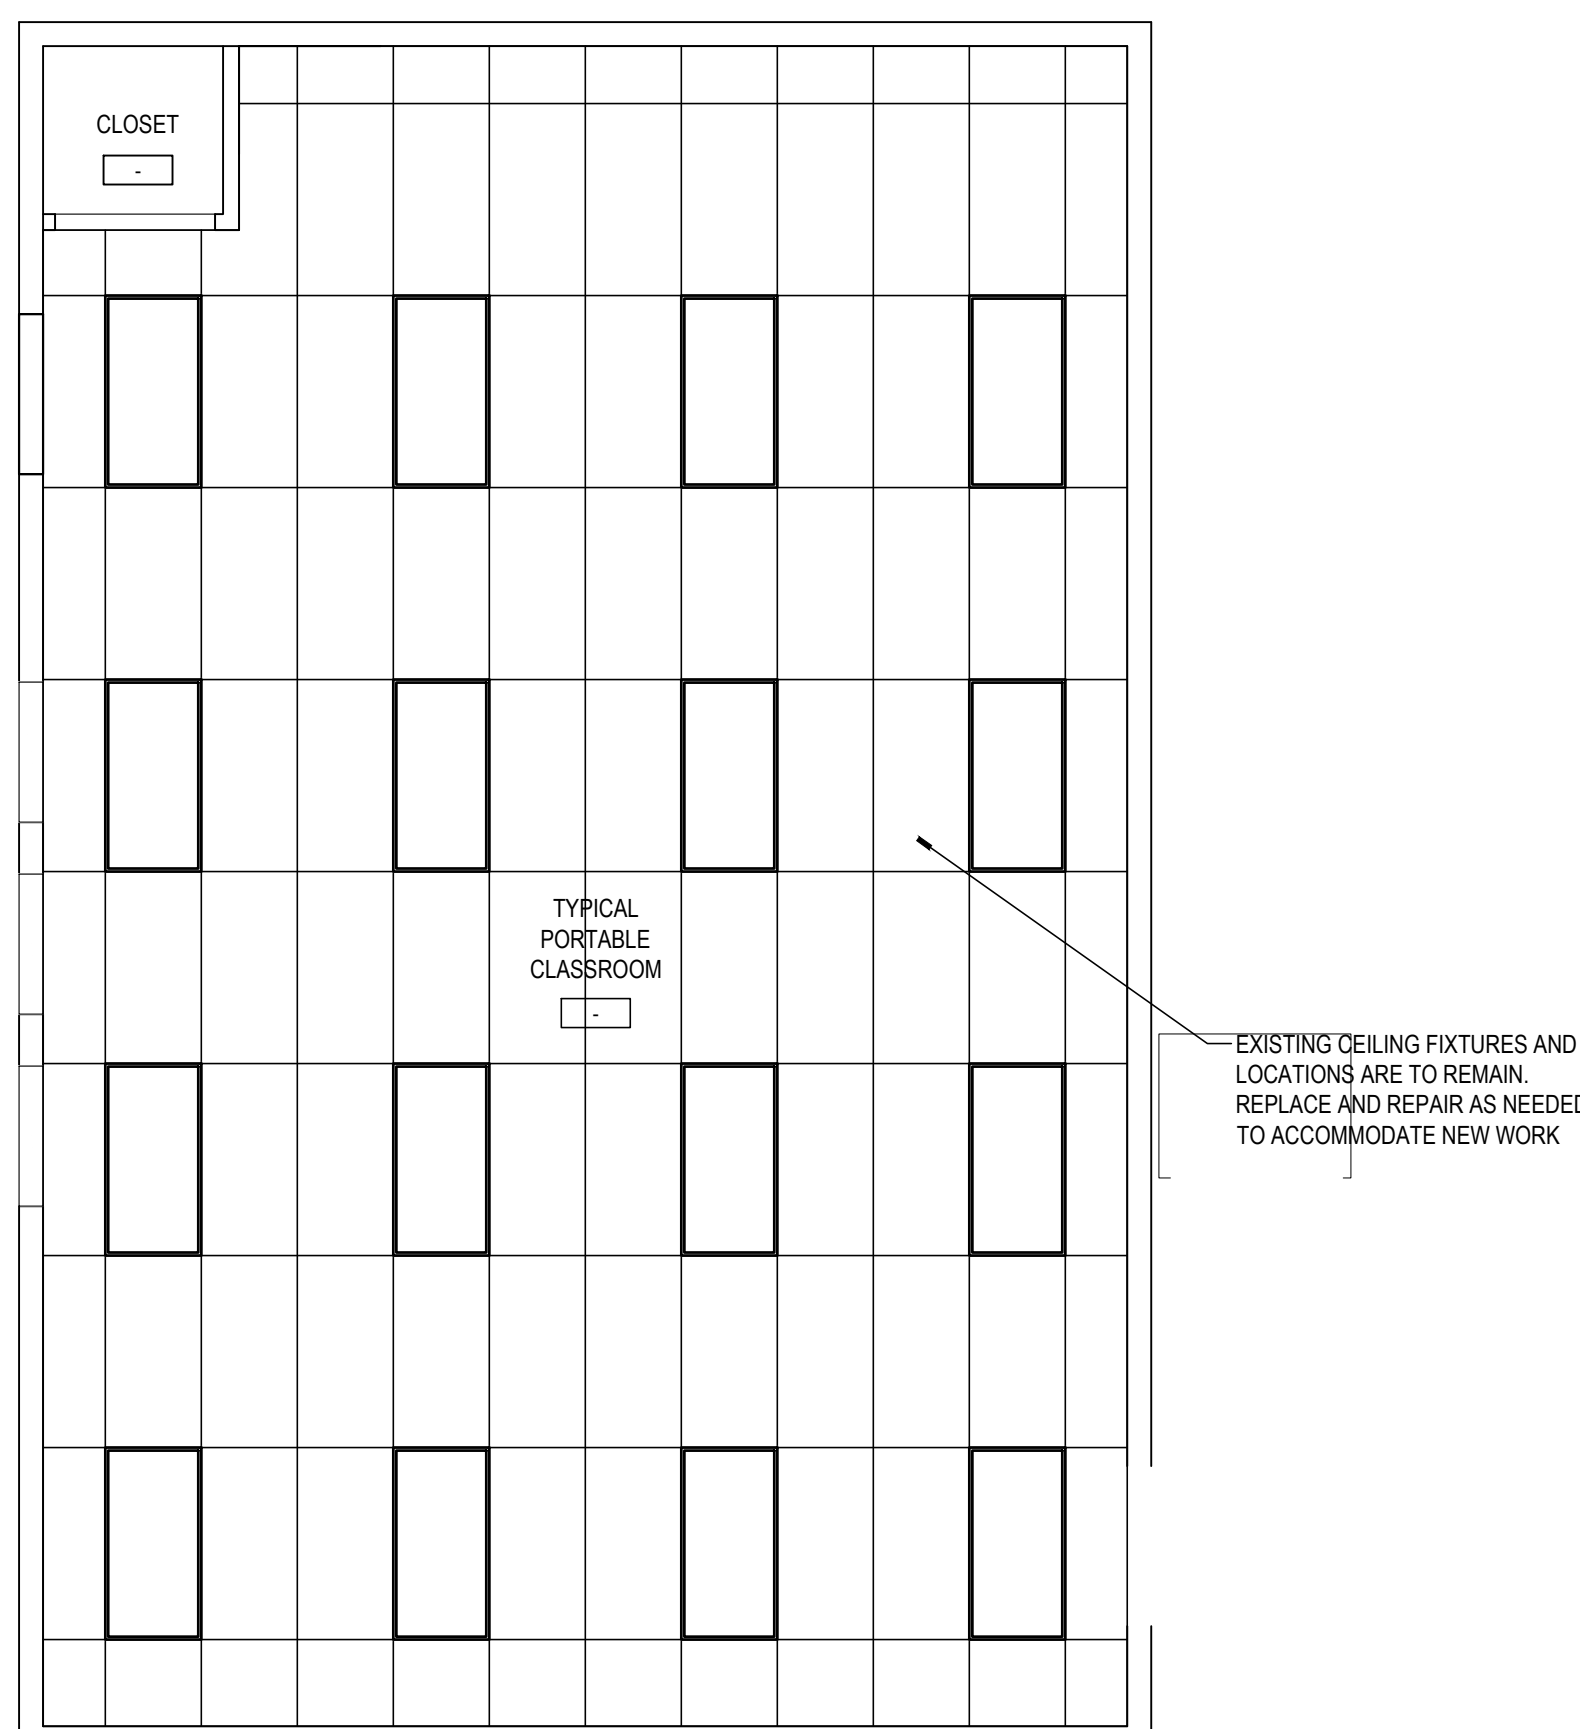 CLOSET
-
TYPICAL
PORTABLE
CLASSROOM
-
EXISTING CEILING FIXTURES AND
LOCATIONS ARE TO REMAIN.
REPLACE AND REPAIR AS NEEDED
TO ACCOMMODATE NEW WORK